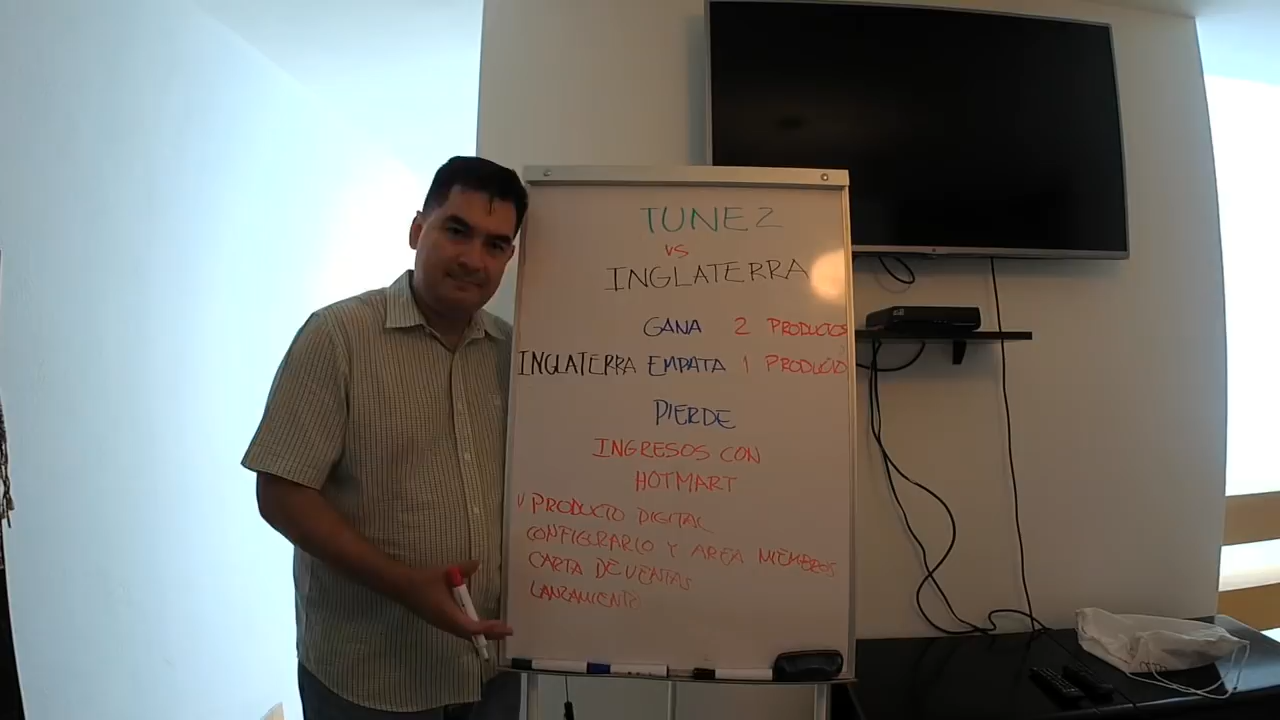 TUNEZ
VS
INGLATERRA
GANA 2 PRODUCTOS
INGLATERRA EMPATA 1 PRODUCTO
PIERDE
INGRESOS CON
HOTMART
V PRODUCTO DIGITAL
CONFIGURARLO Y AREA MIEMBROS
CARTA DE VENTAS
LANZAMIENTO